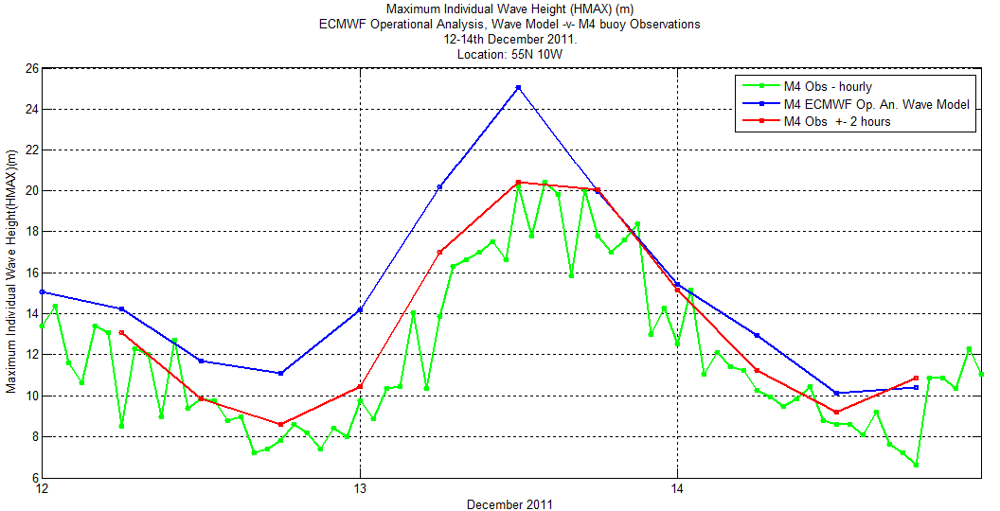 Maximum Individual Wave Height (HMAX) (m)
ECMWF Operational Analysis, Wave Model -v- M4 buoy Observations
12-14th December 2011.
Location: 55N 10W
M4 Obs - hourly
M4 ECMWF Op. An. Wave Model
M4 Obs +- 2 hours
Maximum Individual Wave Height(HMAX)(m)
26
24
22
20
18
16
14
12
10
8
6
12
13
14
December 2011